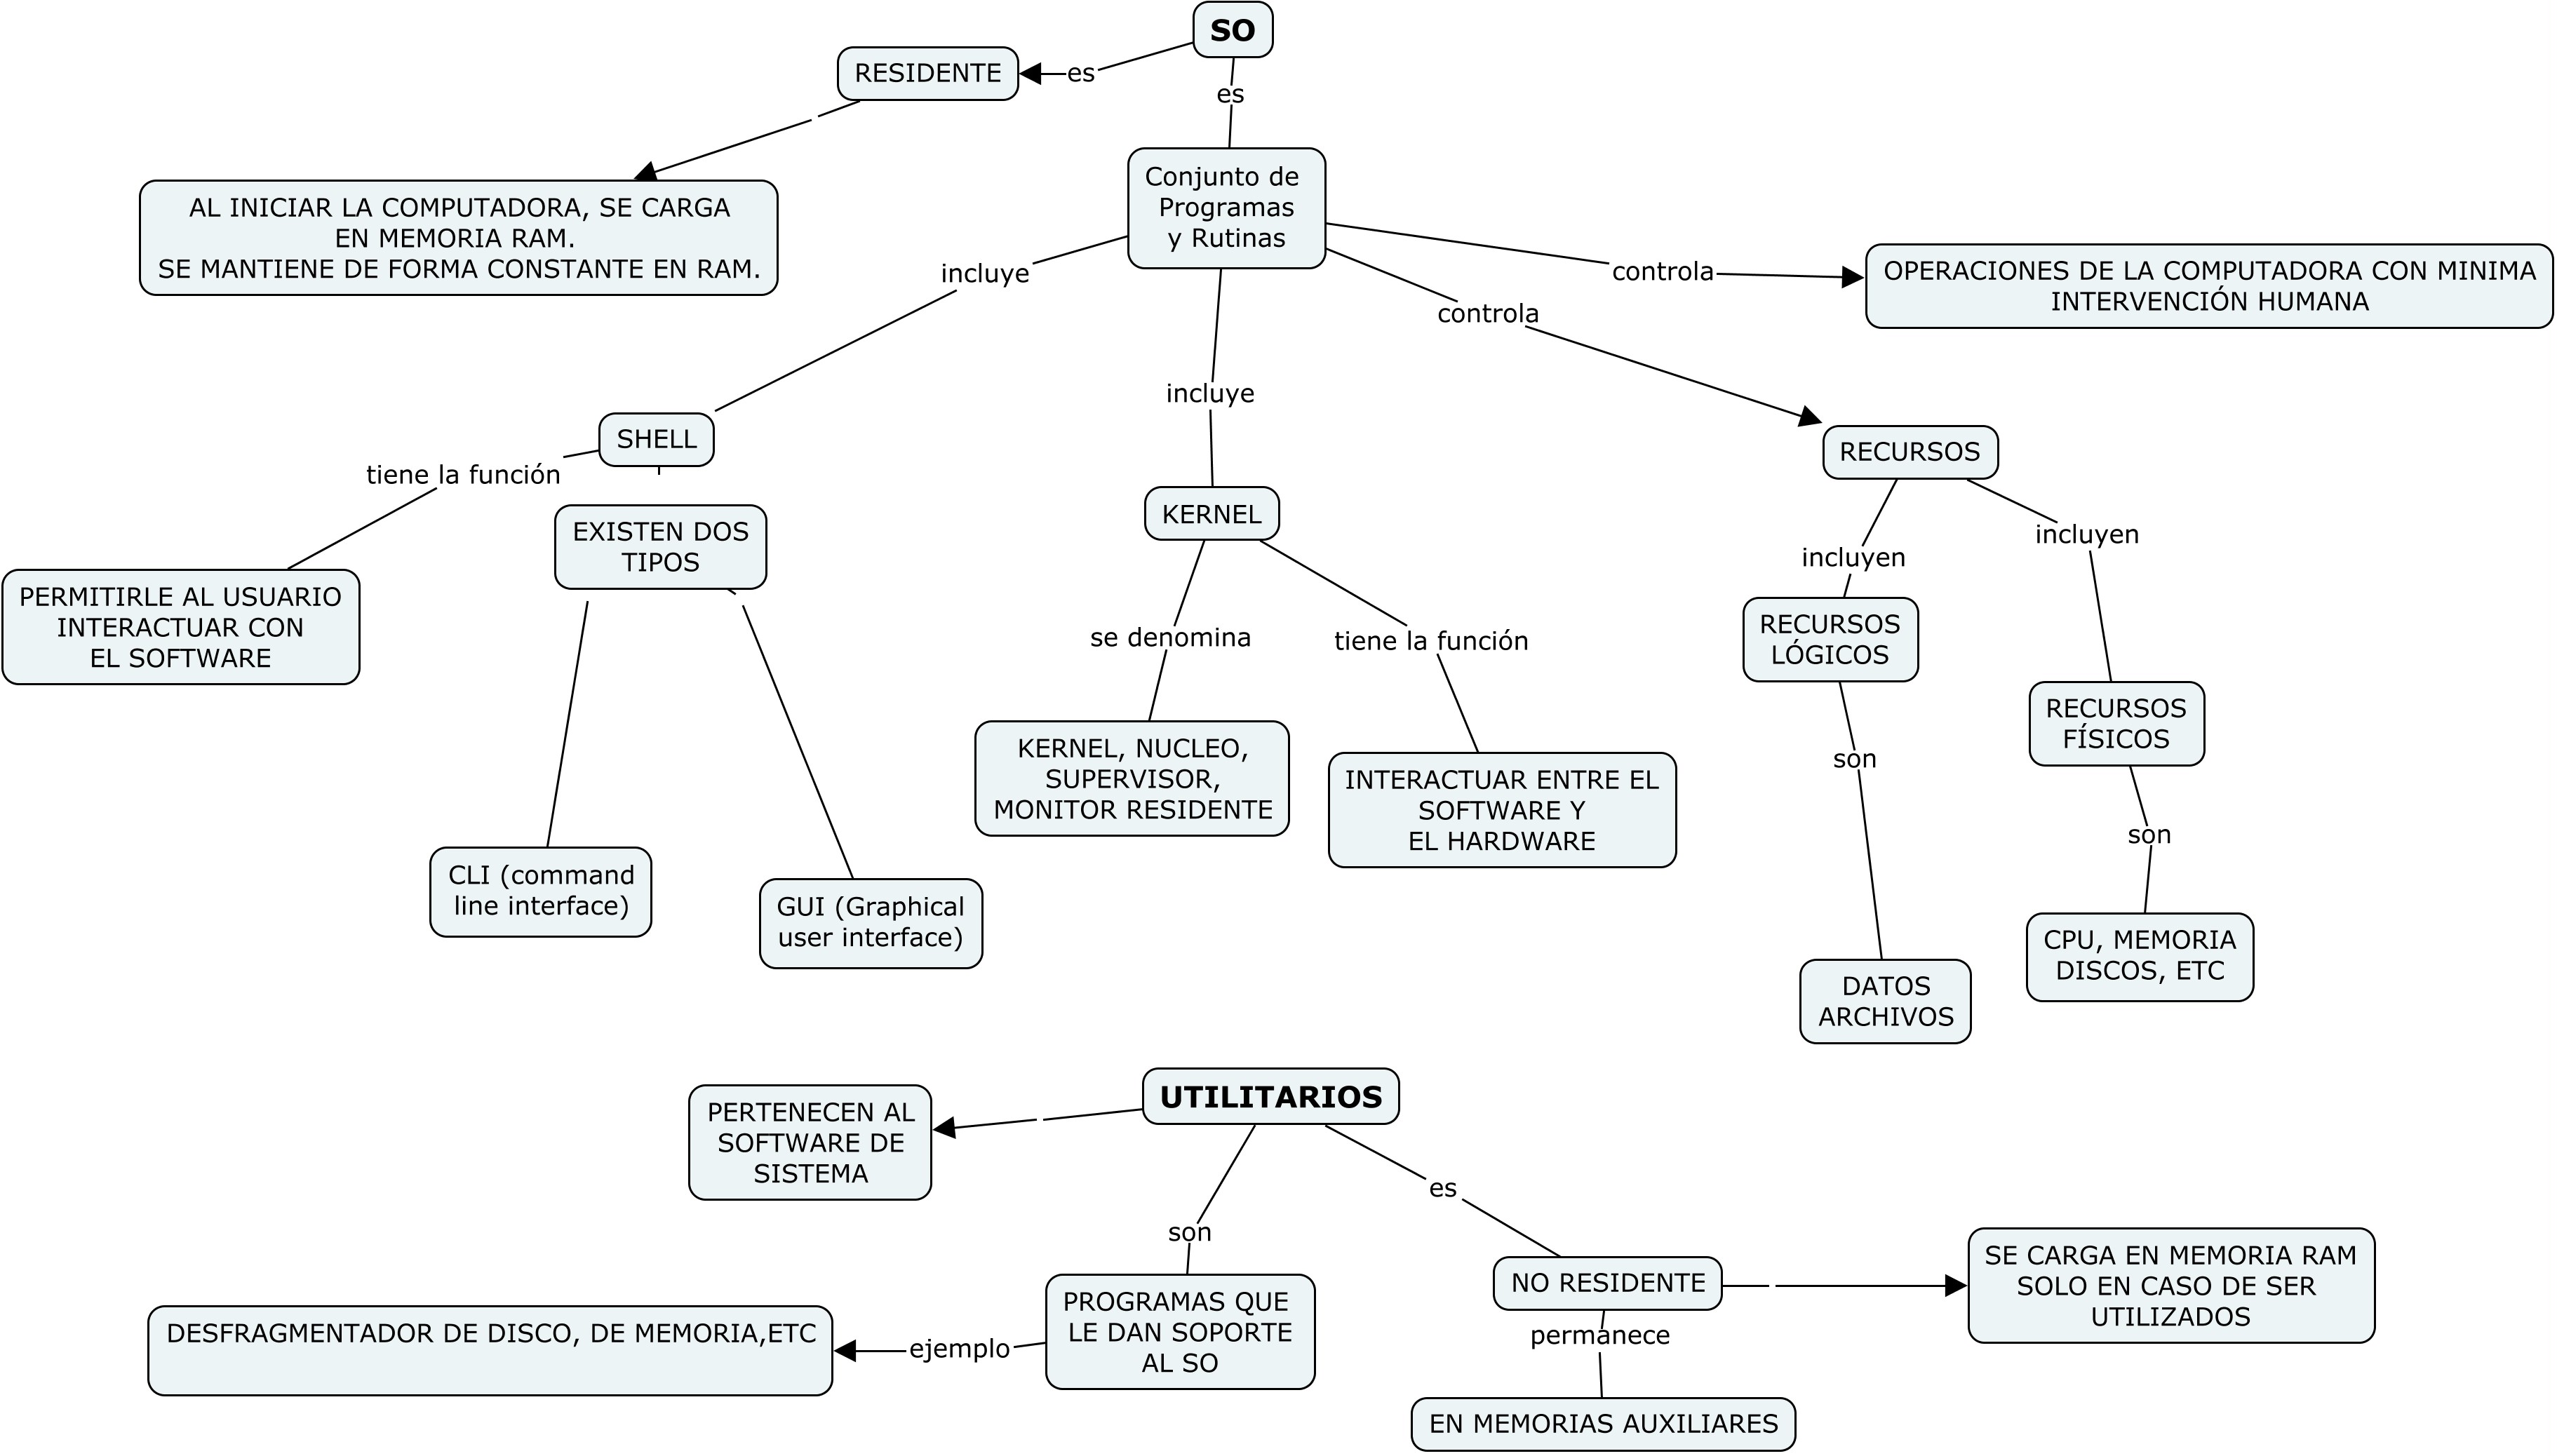 SO
RESIDENTE
es
es
Conjunto de
Programas
y Rutinas
AL INICIAR LA COMPUTADORA, SE CARGA
EN MEMORIA RAM.
SE MANTIENE DE FORMA CONSTANTE EN RAM.
incluye
controla
OPERACIONES DE LA COMPUTADORA CON MINIMA
INTERVENCIÓN HUMANA
controla
incluye
SHELL
RECURSOS
tiene la función
KERNEL
EXISTEN DOS
TIPOS
incluyen
incluyen
PERMITIRLE AL USUARIO
INTERACTUAR CON
EL SOFTWARE
se denomina
tiene la función
RECURSOS
LÓGICOS
RECURSOS
FÍSICOS
KERNEL, NUCLEO,
SUPERVISOR,
MONITOR RESIDENTE
INTERACTUAR ENTRE EL
SOFTWARE Y
EL HARDWARE
son
son
CLI (command
line interface)
GUI (Graphical
user interface)
CPU, MEMORIA
DISCOS, ETC
DATOS
ARCHIVOS
UTILITARIOS
PERTENECEN AL
SOFTWARE DE
SISTEMA
es
son
NO RESIDENTE
SE CARGA EN MEMORIA RAM
SOLO EN CASO DE SER
UTILIZADOS
PROGRAMAS QUE
LE DAN SOPORTE
AL SO
DESFRAGMENTADOR DE DISCO, DE MEMORIA,ETC
ejemplo
permanece
EN MEMORIAS AUXILIARES